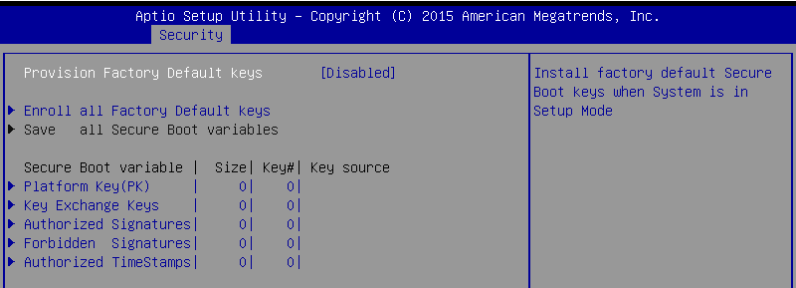 Aptio Setup Utility – Copyright (C) 2015 American Megatrends, Inc.
Security
Provision Factory Default keys [Disabled]
Install factory default Secure
Boot keys when System is in
Setup Mode
Enroll all Factory Default keys
Save all Secure Boot variables
Secure Boot variable | Size| Key#| Key source
Platform Key(PK) | 0| 0|
Key Exchange Keys | 0| 0|
Authorized Signatures| 0| 0|
Forbidden Signatures| 0| 0|
Authorized TimeStamps| 0| 0|